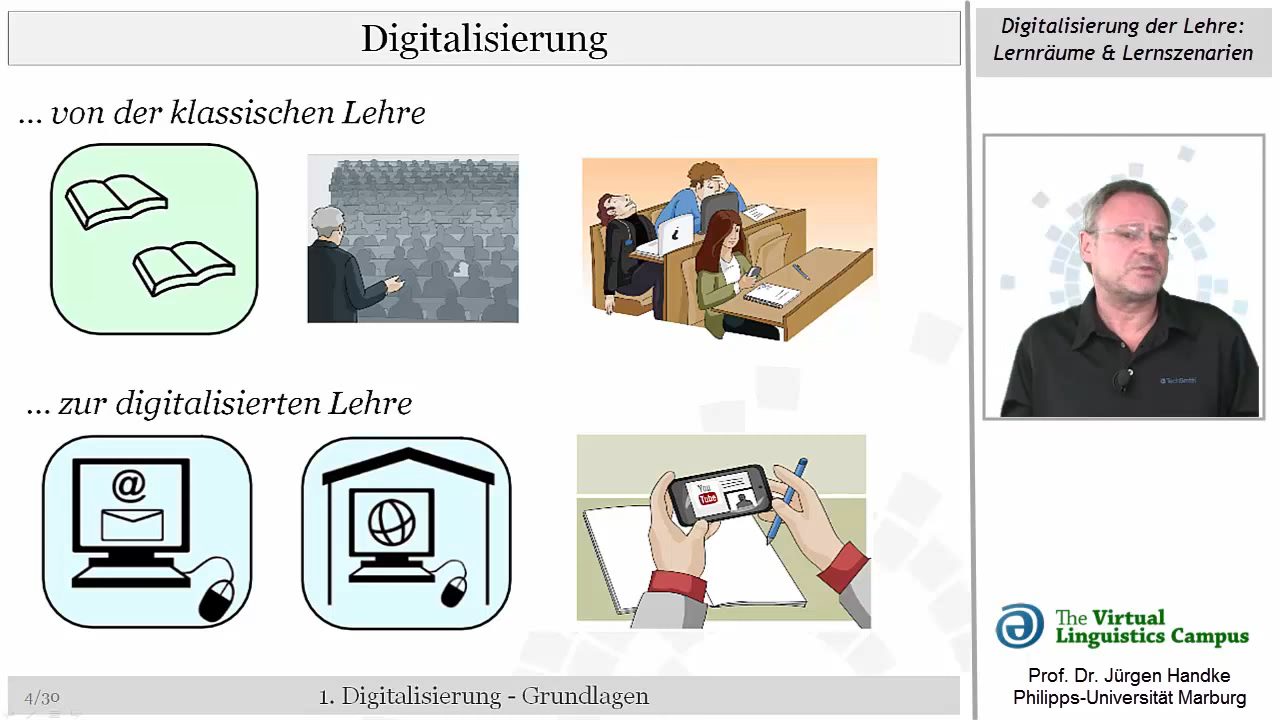 Digitalisierung
... von der klassischen Lehre
... zur digitalisierten Lehre
@
You
Tube
4/30
1. Digitalisierung - Grundlagen
Digitalisierung der Lehre:
Lernräume & Lernszenarien
The Virtual
Linguistics Campus
Prof. Dr. Jürgen Handke
Philipps-Universität Marburg